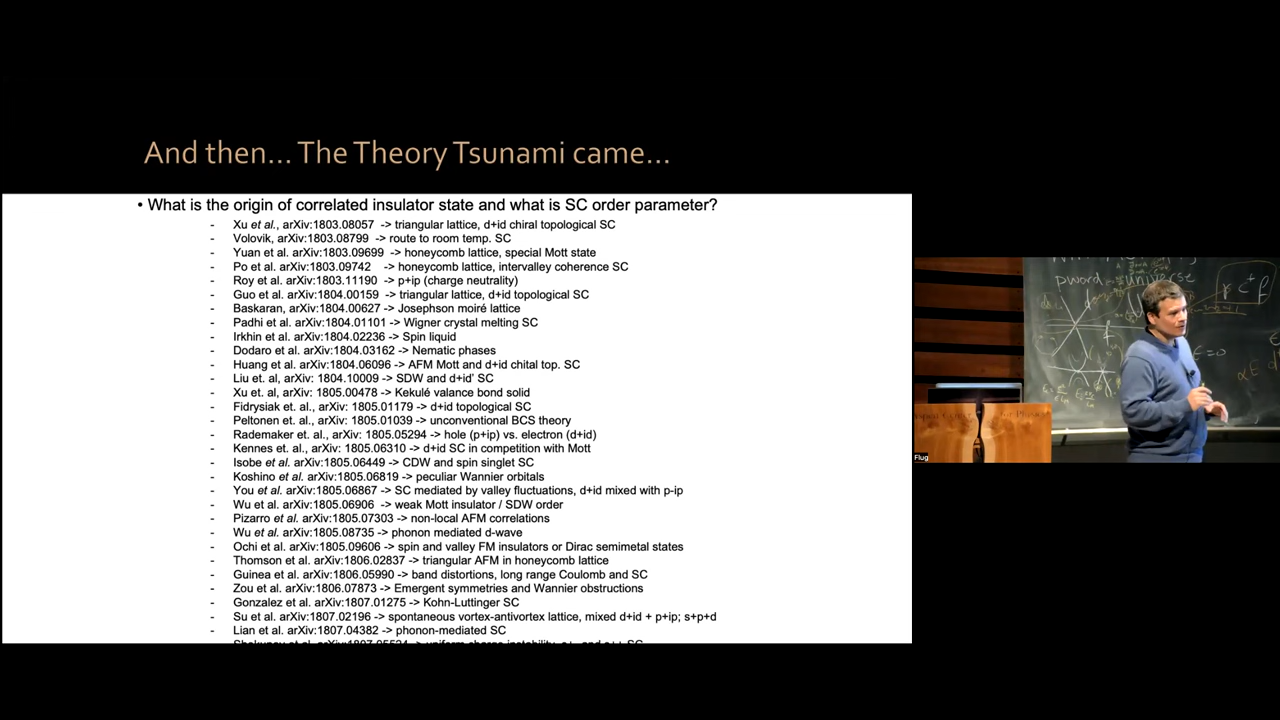 And then... The Theory Tsunami came...
• What is the origin of correlated insulator state and what is SC order parameter?
- Xu et al., arXiv:1803.08057 -> triangular lattice, d+id chiral topological SC
- Volovik, arXiv:1803.08799 -> route to room temp. SC
- Yuan et al. arXiv:1803.09699 -> honeycomb lattice, special Mott state
- Po et al. arXiv:1803.09742 -> honeycomb lattice, intervalley coherence SC
- Roy et al. arXiv:1803.11190 -> p+ip (charge neutrality)
- Guo et al. arXiv:1804.00159 -> triangular lattice, d+id topological SC
- Baskaran, arXiv:1804.00627 -> Josephson moiré lattice
- Padhi et al. arXiv:1804.01101 -> Wigner crystal melting SC
- Irkhin et al. arXiv:1804.02236 -> Spin liquid
- Dodaro et al. arXiv:1804.03162 -> Nematic phases
- Huang et al. arXiv:1804.06096 -> AFM Mott and d+id chital top. SC
- Liu et. al, arXiv: 1804.10009 -> SDW and d+id' SC
- Xu et. al, arXiv:1805.00478 -> Kekulé valance bond solid
- Fidrysiak et. al., arXiv: 1805.01179 -> d+id topological SC
- Peltonen et. al. arXiv:1805.01039 -> unconventional BCS theory
- Rademaker et. al., arXiv: 1805.05294 -> hole (p+ip) vs. electron (d+id)
- Kennes et. al., arXiv: 1805.06310 -> d+id SC in competition with Mott
- Isobe et al. arXiv:1805.06449 -> CDW and spin singlet SC
- Koshino et al. arXiv:1805.06819 -> peculiar Wannier orbitals
- You et al. arXiv:1805.06867 -> SC mediated by valley fluctuations, d+id mixed with p-ip
- Wu et al. arXiv:1805.06906 -> weak Mott insulator / SDW order
- Pizarro et al. arXiv:1805.07303 -> non-local AFM correlations
- Wu et al. arXiv:1805.08735 -> phonon mediated d-wave
- Ochi et al. arXiv:1805.09606 -> spin and valley FM insulators or Dirac semimetal states
- Thomson et al. arXiv:1806.02837 -> triangular AFM in honeycomb lattice
- Guinea et al. arXiv:1806.05990 -> band distortions, long range Coulomb and SC
- Zou et al. arXiv:1806.07873 -> Emergent symmetries and Wannier obstructions
- Gonzalez et al. arXiv:1807.01275 -> Kohn-Luttinger SC
- Su et al. arXiv:1807.02196 -> spontaneous vortex-antivortex lattice, mixed d+id + p+ip; s+p+d
- Lian et al. arXiv:1807.04382 -> phonon-mediated SC
pword universe
=0
αE
Flug